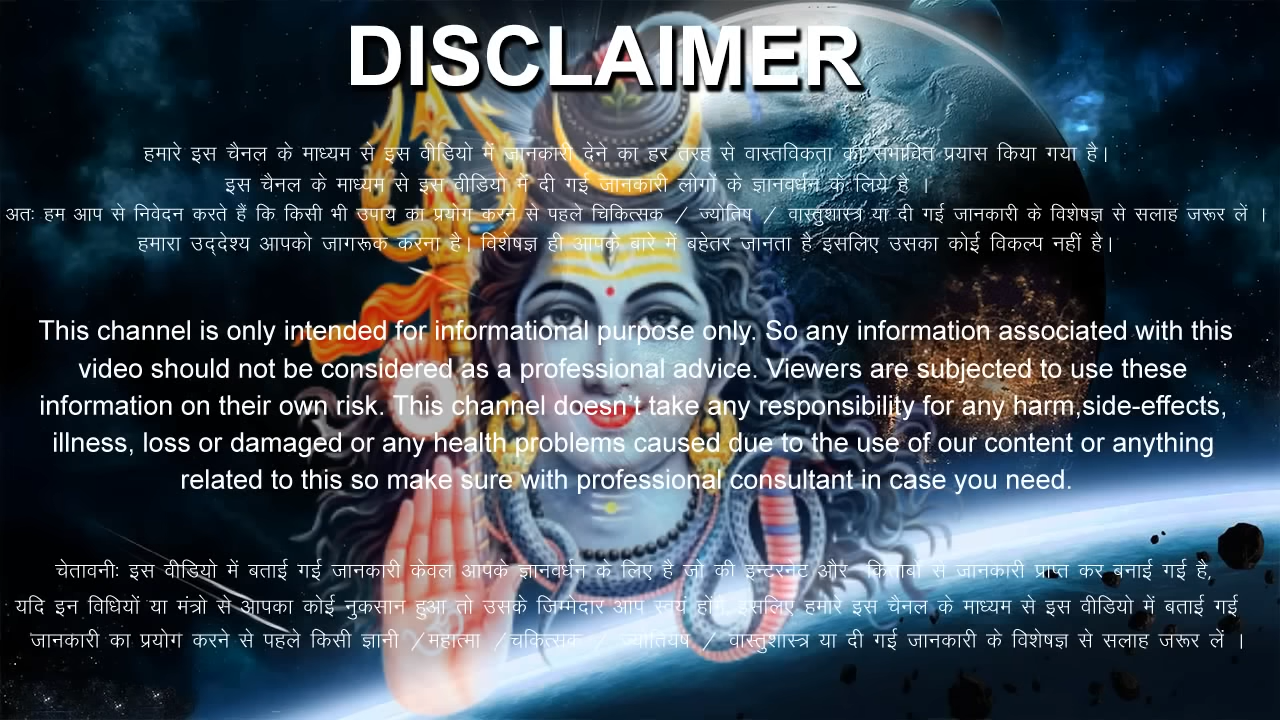 DISCLAIMER
हमारे इस चैनल के माध्यम से इस वीडियो में जानकारी देने का हर तरह से वास्तविकता का संभावित प्रयास किया गया है।
इस चैनल के माध्यम से इस वीडियो में दी गई जानकारी लोगों के ज्ञानवर्धन के लिये है ।
अतः हम आप से निवेदन करते हैं कि किसी भी उपाय का प्रयोग करने से पहले चिकित्सक / ज्योतिष / वास्तुशास्त्र या दी गई जानकारी के विशेषज्ञ से सलाह जरूर लें ।
हमारा उद्देश्य आपको जागरूक करना है। विशेषज्ञ ही आपके बारे में बहेतर जानता है इसलिए उसका कोई विकल्प नहीं है।
This channel is only intended for informational purpose only. So any information associated with this
video should not be considered as a professional advice. Viewers are subjected to use these
information on their own risk. This channel doesn't take any responsibility for any harm,side-effects,
illness, loss or damaged or any health problems caused due to the use of our content or anything
related to this so make sure with professional consultant in case you need.
चेतावनीः इस वीडियो में बताई गई जानकारी केवल आपके ज्ञानवर्धन के लिए है जो की इन्टरनेट और किताबों से जानकारी प्राप्त कर बनाई गई है,
यदि इन विधियों या मंत्रो से आपका कोई नुकसान हुआ तो उसके जिम्मेदार आप स्वयं होंगे, इसलिए हमारे इस चैनल के माध्यम से इस वीडियो में बताई गई
जानकारी का प्रयोग करने से पहले किसी ज्ञानी /महात्मा /चकित्सक / ज्योतियष / वास्तुशास्त्र या दी गई जानकारी के विशेषज्ञ से सलाह जरूर लें ।